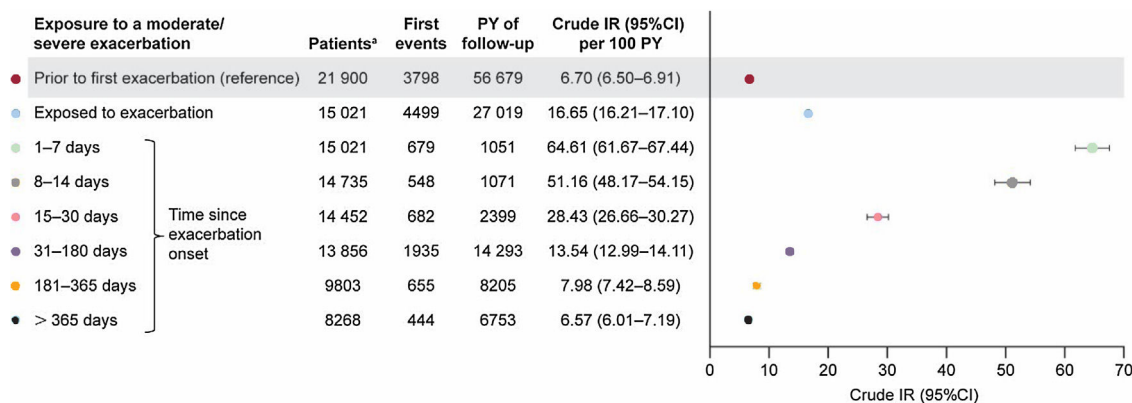 Exposure to a moderate/ severe exacerbation Patientsᵃ First events PY of follow-up Crude IR (95%CI) per 100 PY
Prior to first exacerbation (reference) 21 900 3798 56 679 6.70 (6.50–6.91)
Exposed to exacerbation 15 021 4499 27 019 16.65 (16.21–17.10)
1–7 days 15 021 679 1051 64.61 (61.67–67.44)
8–14 days 14 735 548 1071 51.16 (48.17–54.15)
15–30 days 14 452 682 2399 28.43 (26.66–30.27)
31–180 days 13 856 1935 14 293 13.54 (12.99–14.11)
181–365 days 9803 655 8205 7.98 (7.42–8.59)
> 365 days 8268 444 6753 6.57 (6.01–7.19)
Time since
exacerbation
onset
0 10 20 30 40 50 60 70
Crude IR (95%CI)